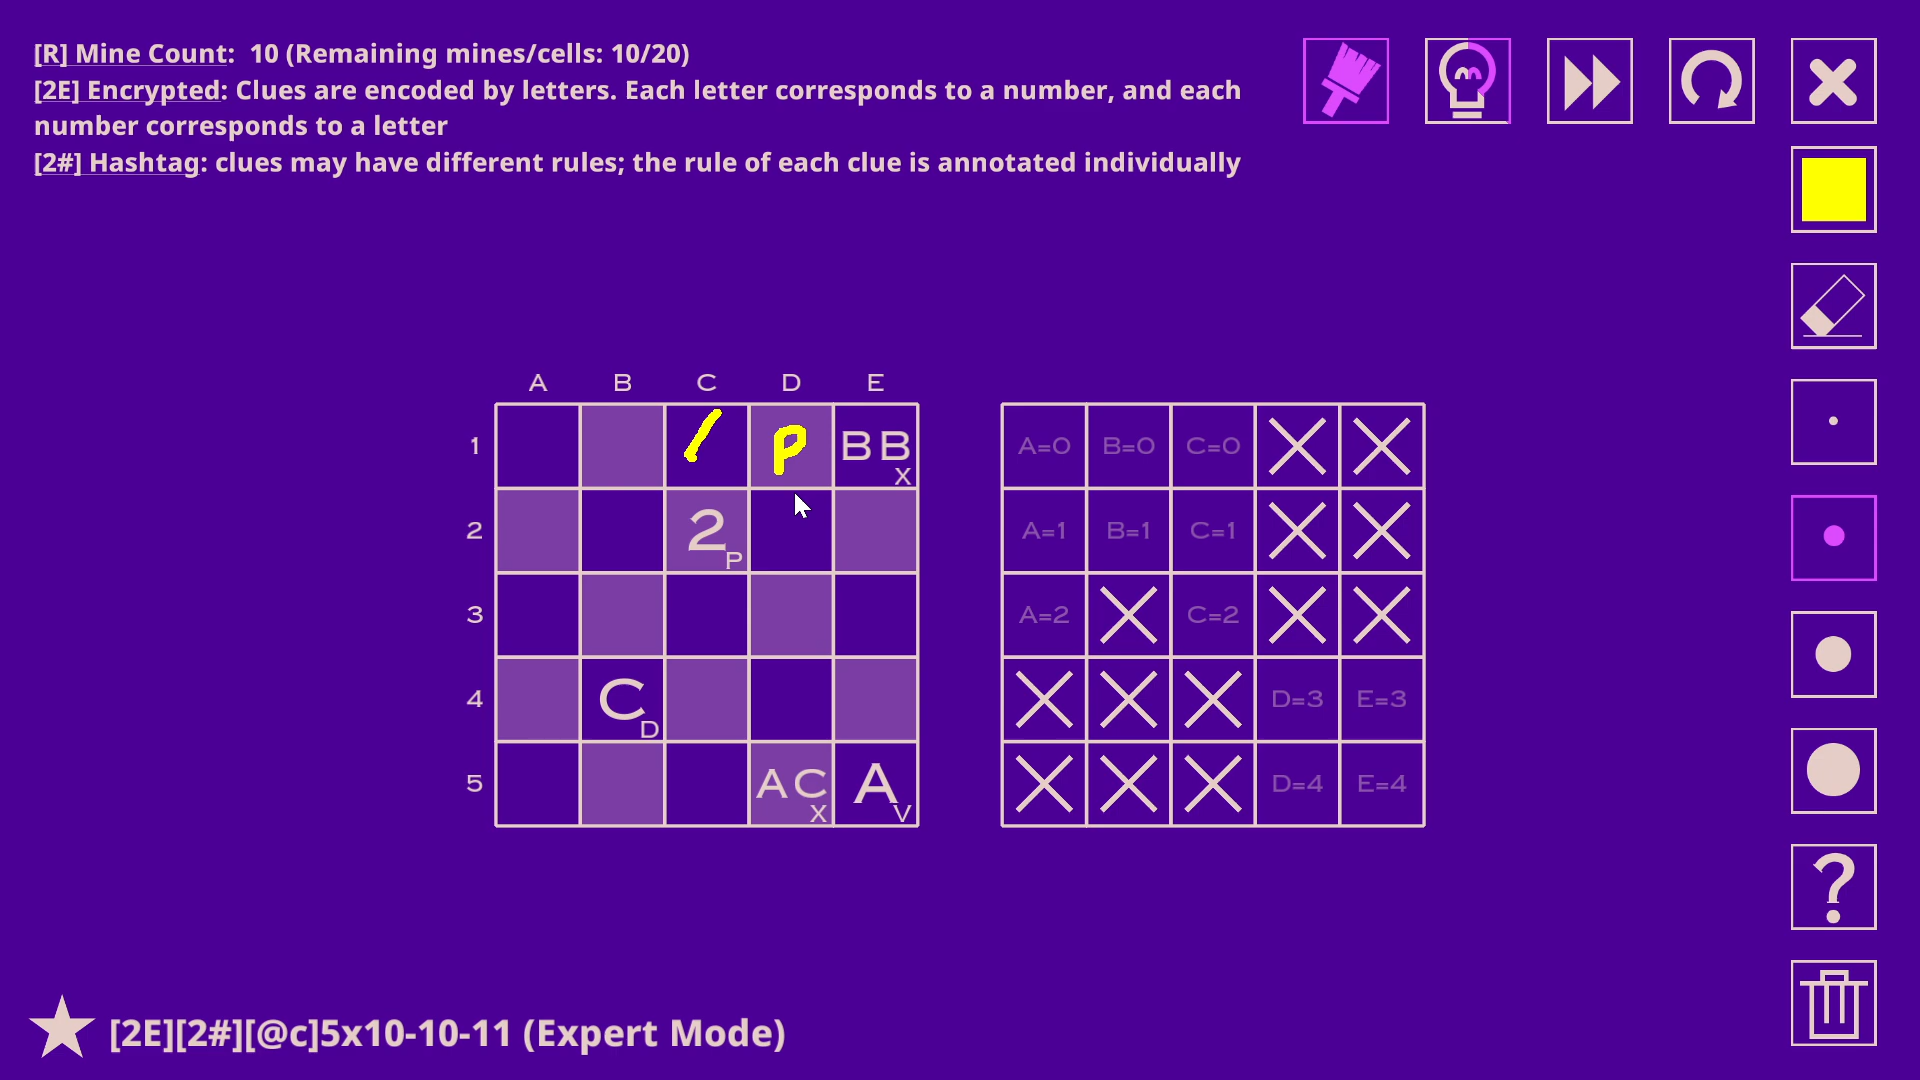 [R] Mine Count: 10 (Remaining mines/cells: 10/20)
[2E] Encrypted: Clues are encoded by letters. Each letter corresponds to a number, and each
number corresponds to a letter
[2#] Hashtag: clues may have different rules; the rule of each clue is annotated individually
A B C D E
1 / P BB X A=0 B=0 C=0
2 2 P A=1 B=1 C=1
3 A=2 C=2
4 C D D=3 E=3
5 AC X A V D=4 E=4
?
[2E][2#][@c]5x10-10-11 (Expert Mode)